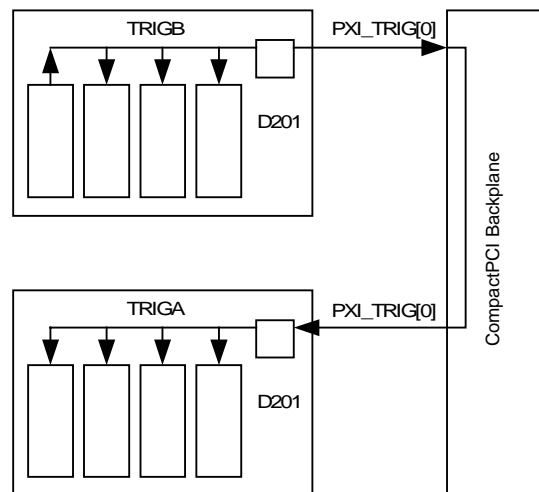 TRIGB
PXI_TRIG[0]
D201
CompactPCI Backplane
TRIGA
PXI_TRIG[0]
D201